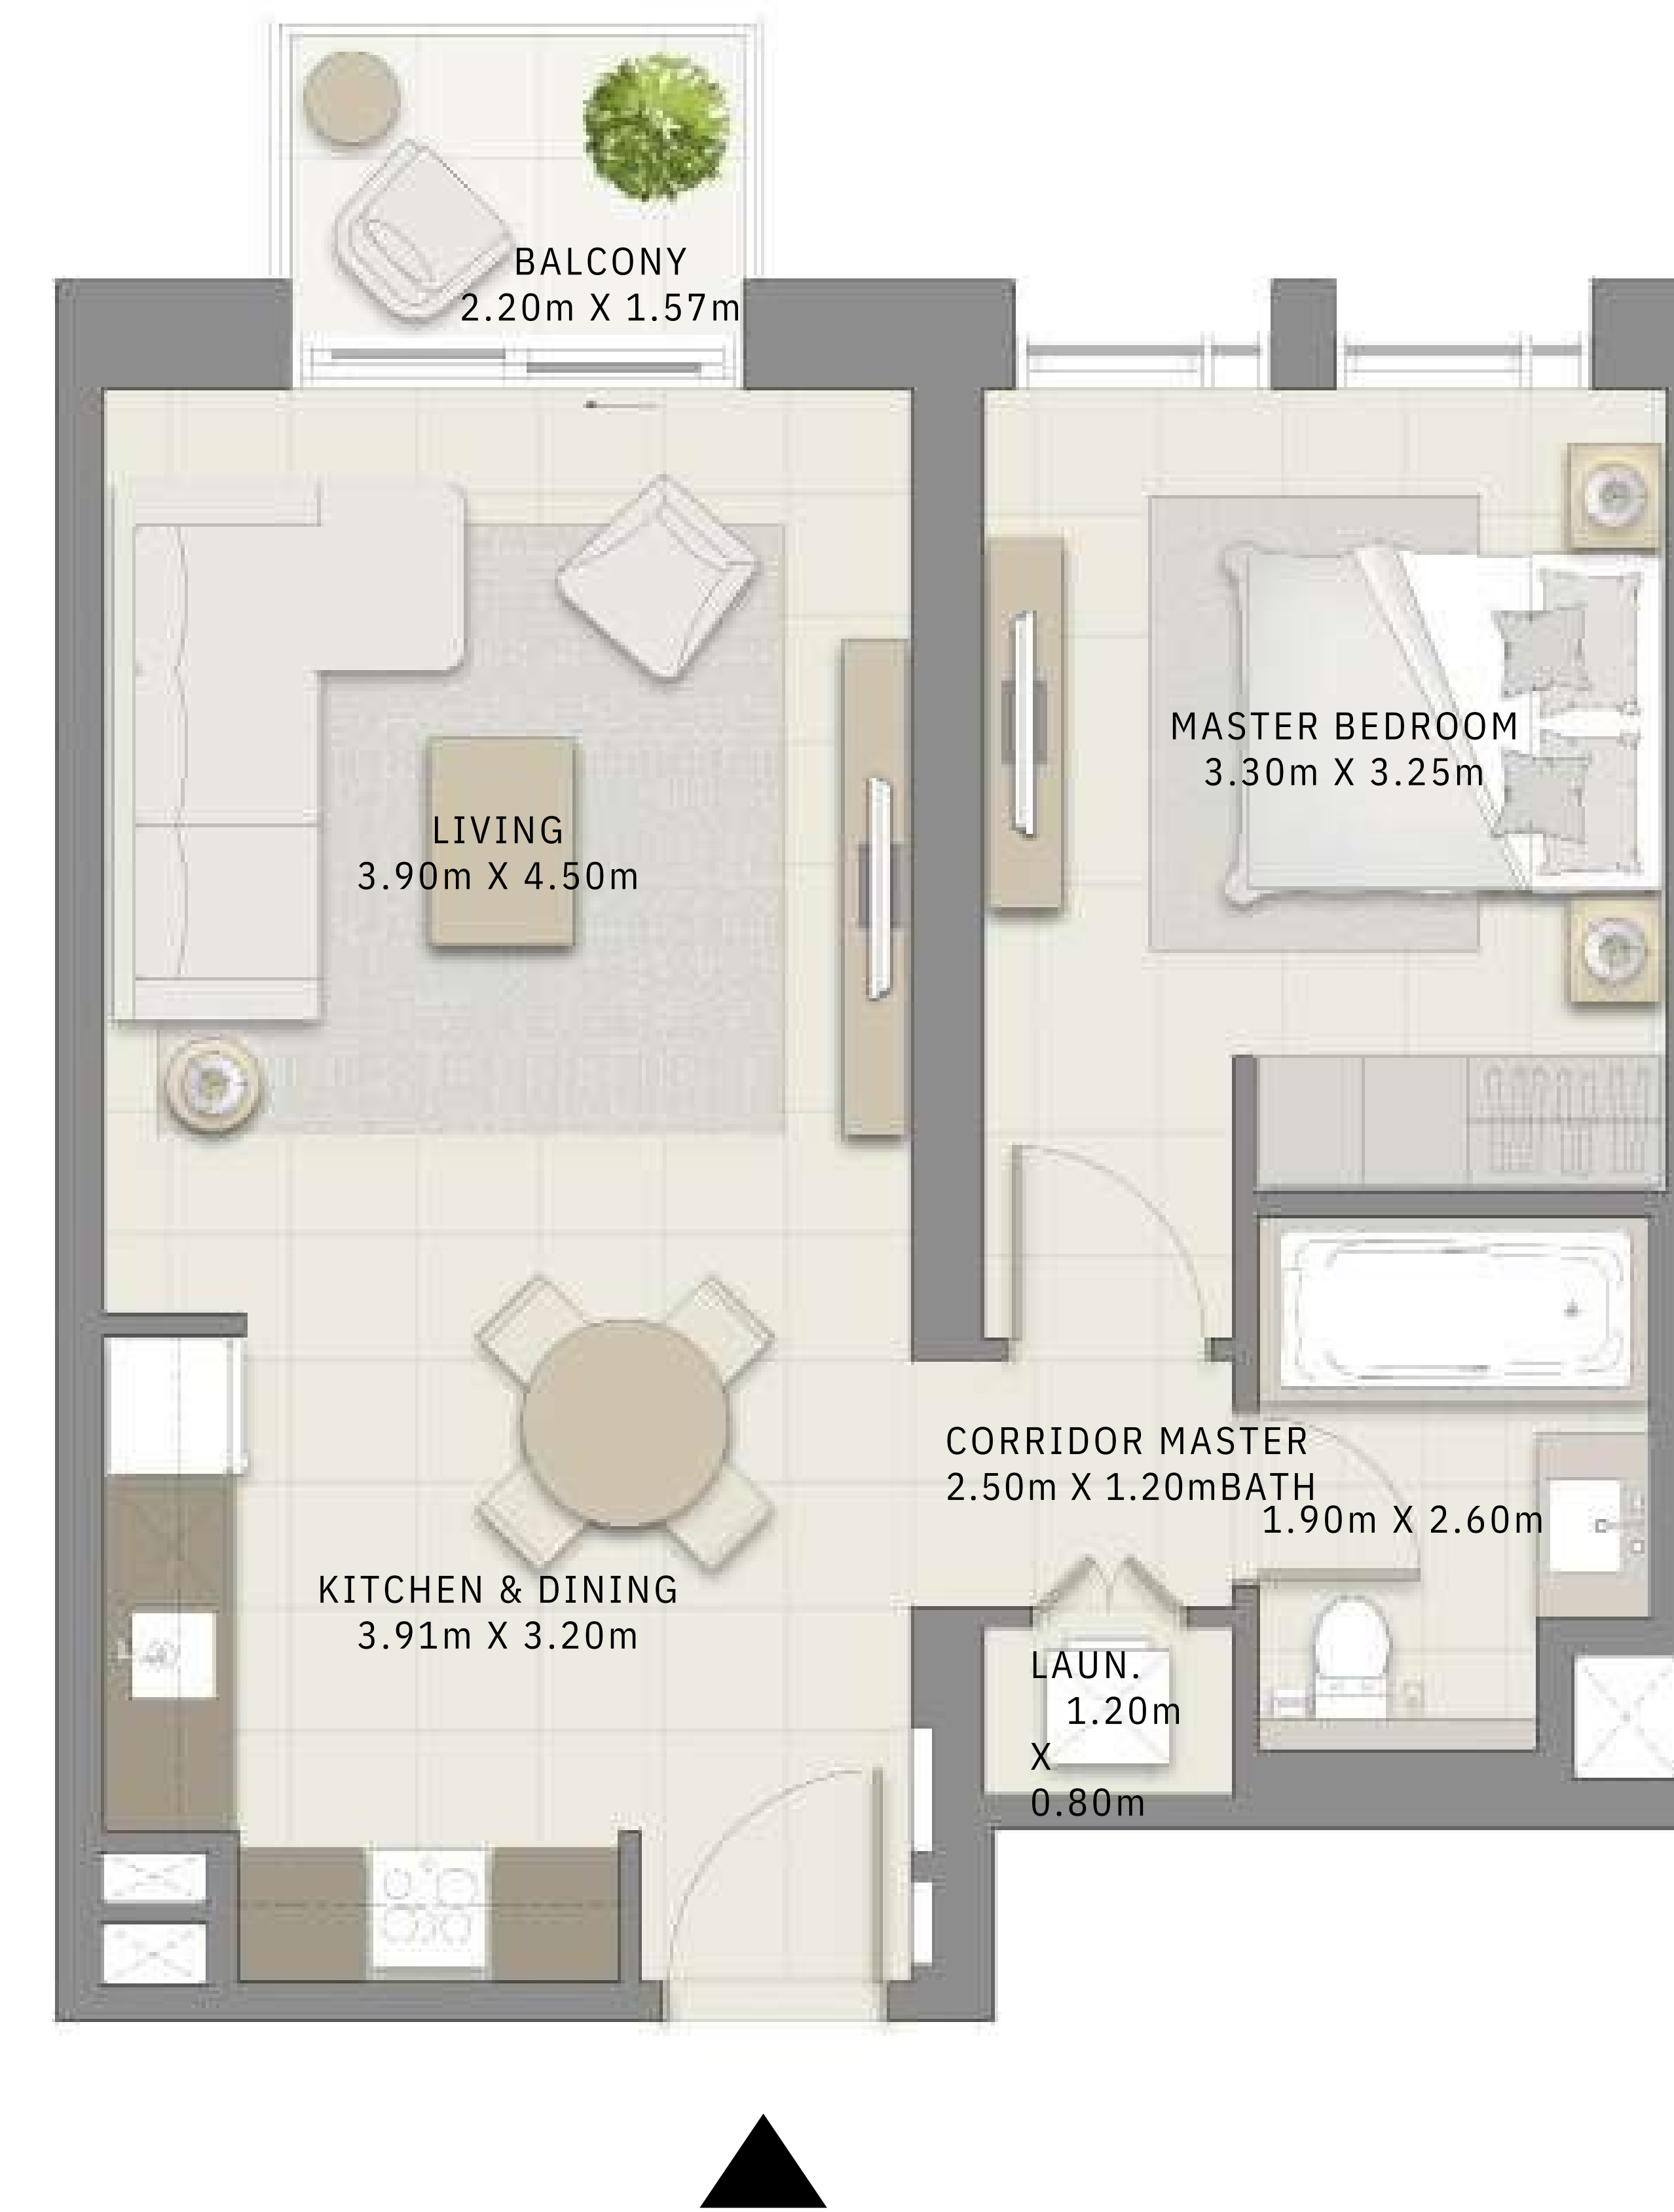 BALCONY
2.20m X 1.57m
MASTER BEDROOM
3.30m X 3.25m
LIVING
3.90m X 4.50m
CORRIDOR MASTER
2.50m X 1.20mBATH
1.90m X 2.60m
KITCHEN & DINING
3.91m X 3.20m
LAUN.
1.20m
X
0.80m